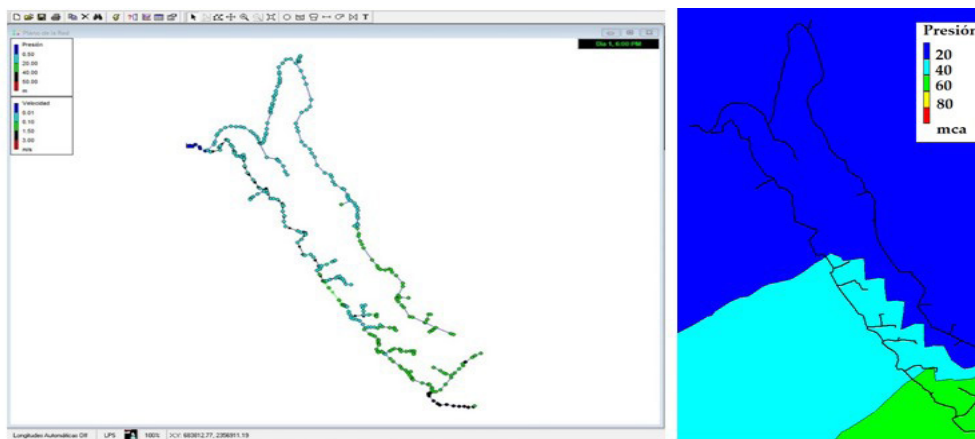 Plano de la Red
Día 1, 6:00 PM
Presión
6.50
20.00
40.00
50.00
m
Velocidad
0.01
0.10
1.50
3.00
m/s
Longitudes Automáticas Off
LPS
100%
X,Y: 683812.77, 2356911.19
Presión
20
40
60
80
mca